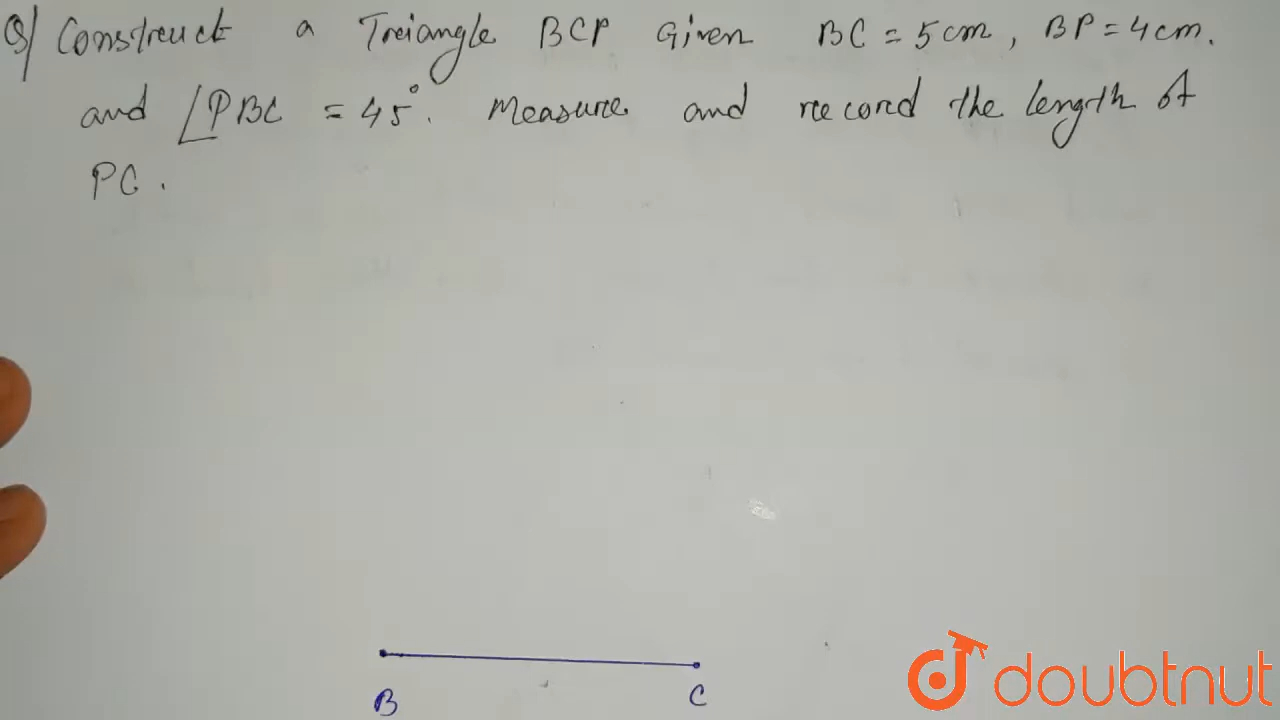 Q/ Construct a Triangle BCP Given BC = 5cm, BP = 4cm.
and ∠PBC = 45°. Measure and record the length of
PC.
B C
doubtnut